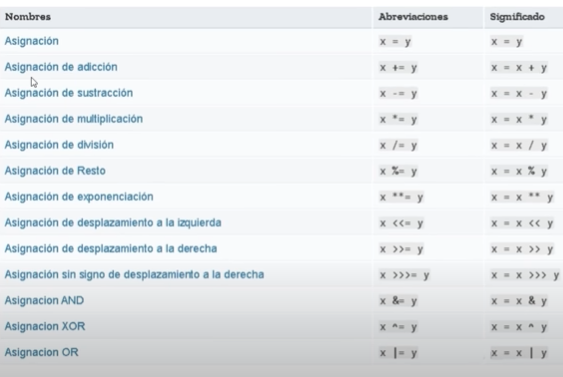 Nombres Abreviaciones Significado
Asignación x = y x = y
Asignación de adicción x += y x = x + y
Asignación de sustracción x -= y x = x - y
Asignación de multiplicación x *= y x = x * y
Asignación de división x /= y x = x / y
Asignación de Resto x %= y x = x % y
Asignación de exponenciación x **= y x = x ** y
Asignación de desplazamiento a la izquierda x <<= y x = x << y
Asignación de desplazamiento a la derecha x >>= y x = x >> y
Asignación sin signo de desplazamiento a la derecha x >>>= y x = x >>> y
Asignacion AND x &= y x = x & y
Asignacion XOR x ^= y x = x ^ y
Asignacion OR x |= y x = x | y